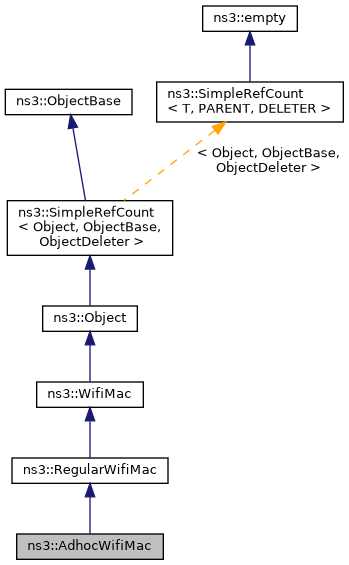 ns3::empty
ns3::ObjectBase
ns3::SimpleRefCount
< T, PARENT, DELETER >
< Object, ObjectBase,
ObjectDeleter >
ns3::SimpleRefCount
< Object, ObjectBase,
ObjectDeleter >
ns3::Object
ns3::WifiMac
ns3::RegularWifiMac
ns3::AdhocWifiMac